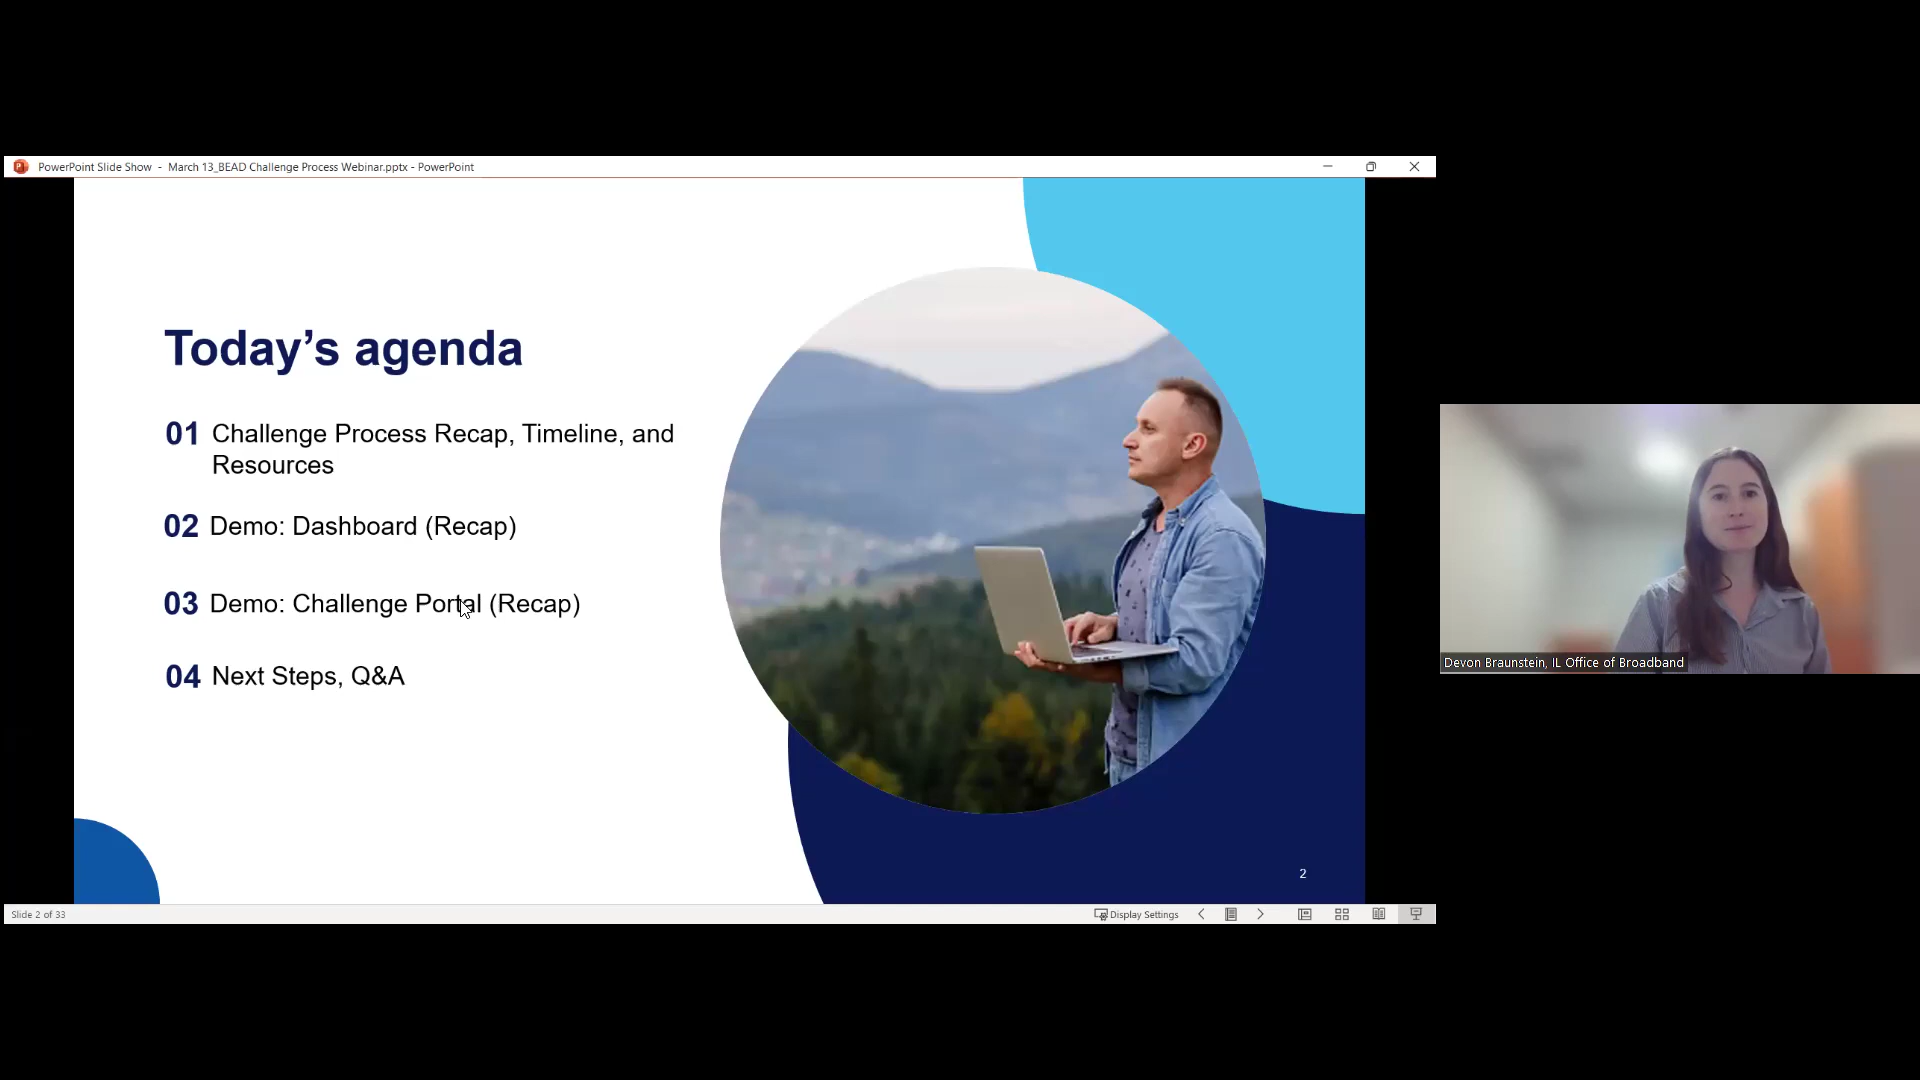 PowerPoint Slide Show - March 13_BEAD Challenge Process Webinar.pptx - PowerPoint
Today’s agenda
01 Challenge Process Recap, Timeline, and
Resources
02 Demo: Dashboard (Recap)
03 Demo: Challenge Portal (Recap)
04 Next Steps, Q&A
2
Devon Braunstein, IL Office of Broadband
Slide 2 of 33
Display Settings